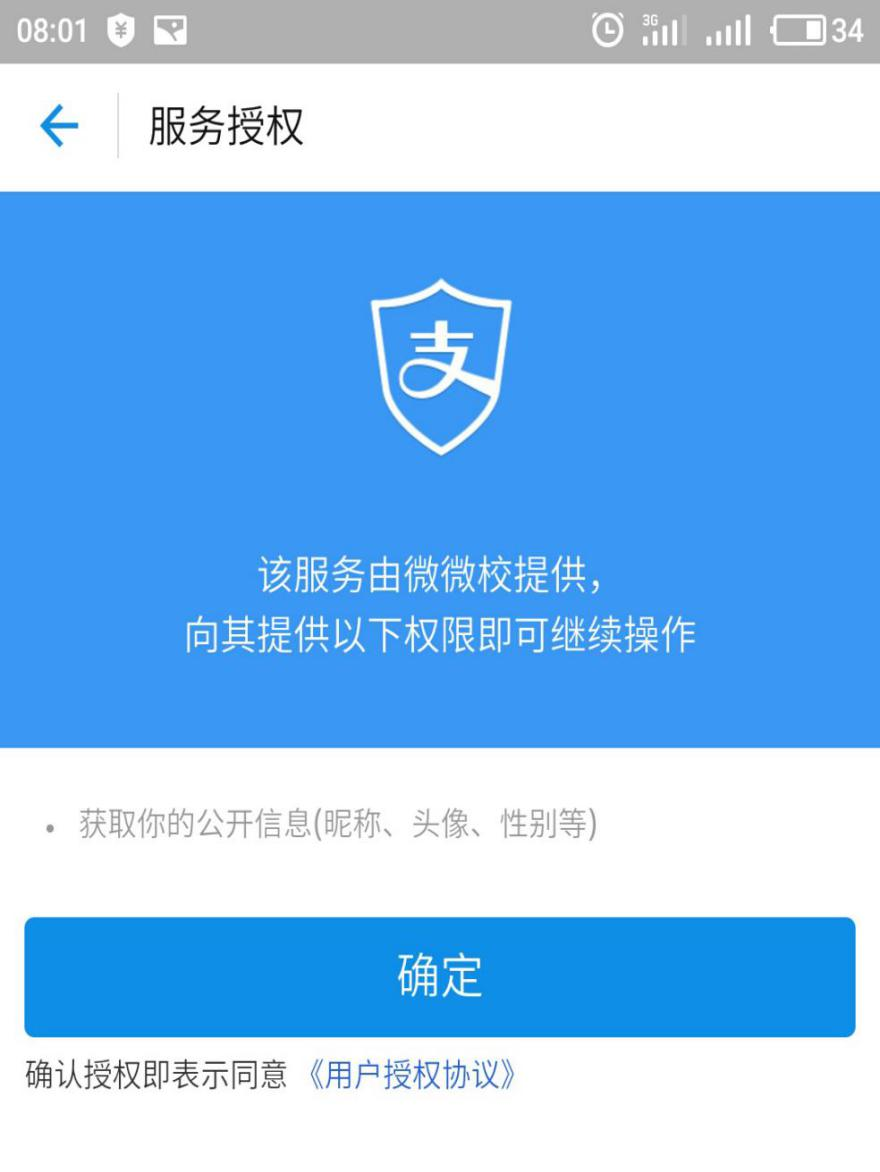 08:01 3G 34
服务授权
支
该服务由微微校提供，
向其提供以下权限即可继续操作
• 获取你的公开信息(昵称、头像、性别等)
确定
确认授权即表示同意 《用户授权协议》